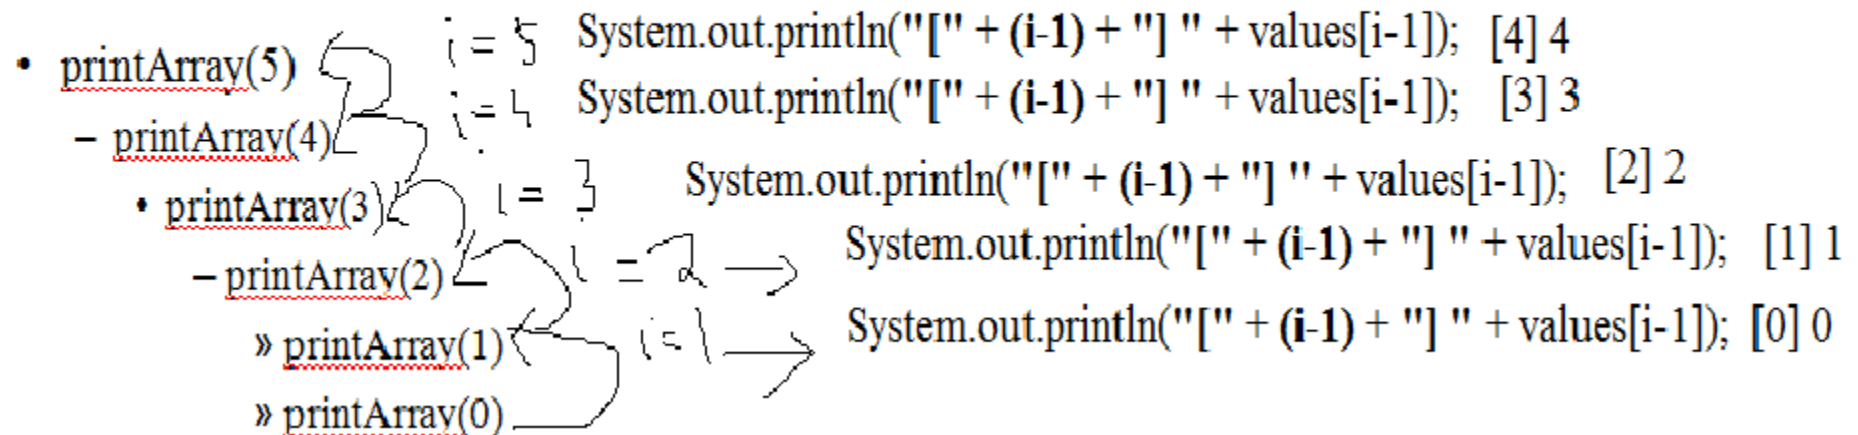 • printArray(5) i = 5 System.out.println("[" + (i-1) + "] " + values[i-1]); [4] 4
– printArray(4) i=4 System.out.println("[" + (i-1) + "] " + values[i-1]); [3] 3
• printArray(3) i = 3 System.out.println("[" + (i-1) + "] " + values[i-1]); [2] 2
– printArray(2) i = 2 System.out.println("[" + (i-1) + "] " + values[i-1]); [1] 1
» printArray(1) i=1 System.out.println("[" + (i-1) + "] " + values[i-1]); [0] 0
» printArray(0)